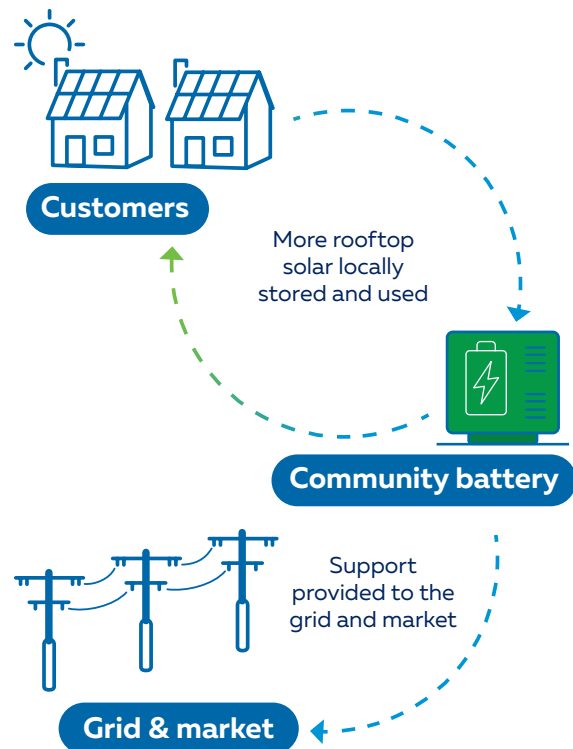 Customers
More rooftop
solar locally
stored and used
Community battery
Support
provided to the
grid and market
Grid & market